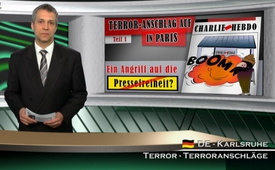 TERROR-ANSCHLAG AUF
IN PARIS
Teil 1
Ein Angriff auf die
Pressefreiheit?
CHARLIE HEBDO
BOOM
DE - KARLSRUHE
TERROR - TERRORANSCHLÄGE